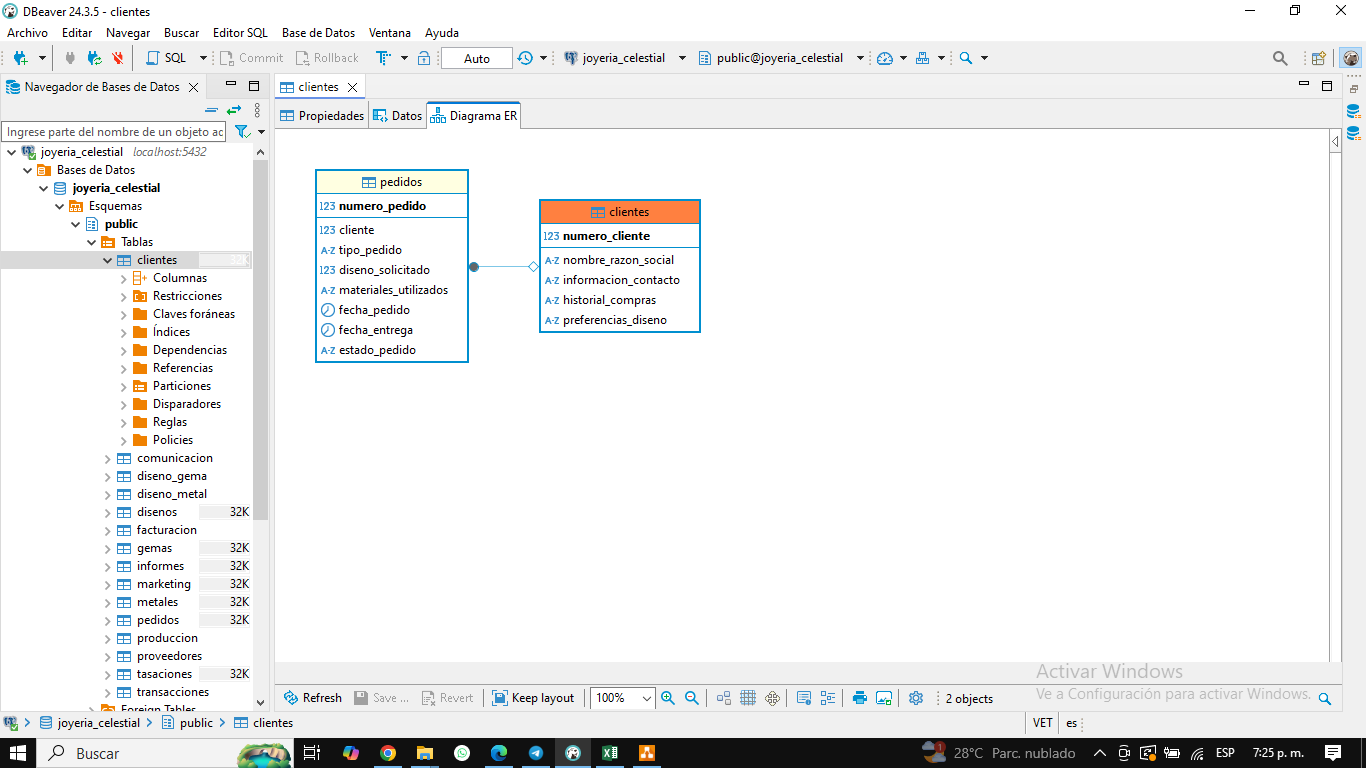 DBeaver 24.3.5 - clientes
Archivo Editar Navegar Buscar Editor SQL Base de Datos Ventana Ayuda
SQL Commit Rollback Auto joyeria_celestial public@joyeria_celestial
Navegador de Bases de Datos
clientes
Propiedades Datos Diagrama ER
Ingrese parte del nombre de un objeto ac
joyeria_celestial localhost:5432
Bases de Datos
joyeria_celestial
Esquemas
public
Tablas
clientes 32K
Columnas
Restricciones
Claves foráneas
Índices
Dependencias
Referencias
Particiones
Disparadores
Reglas
Policies
comunicacion
diseno_gema
diseno_metal
disenos 32K
facturacion
gemas 32K
informes 32K
marketing 32K
metales 32K
pedidos 32K
produccion
proveedores
tasaciones 32K
transacciones
Foreign Tables
pedidos
123 numero_pedido
123 cliente
A-Z tipo_pedido
123 diseno_solicitado
A-Z materiales_utilizados
fecha_pedido
fecha_entrega
A-Z estado_pedido
clientes
123 numero_cliente
A-Z nombre_razon_social
A-Z informacion_contacto
A-Z historial_compras
A-Z preferencias_diseno
Activar Windows
Ve a Configuración para activar Windows.
Refresh Save ... Revert Keep layout 100% 2 objects
joyeria_celestial public clientes
VET es
Buscar
28°C Parc. nublado ESP 7:25 p. m.